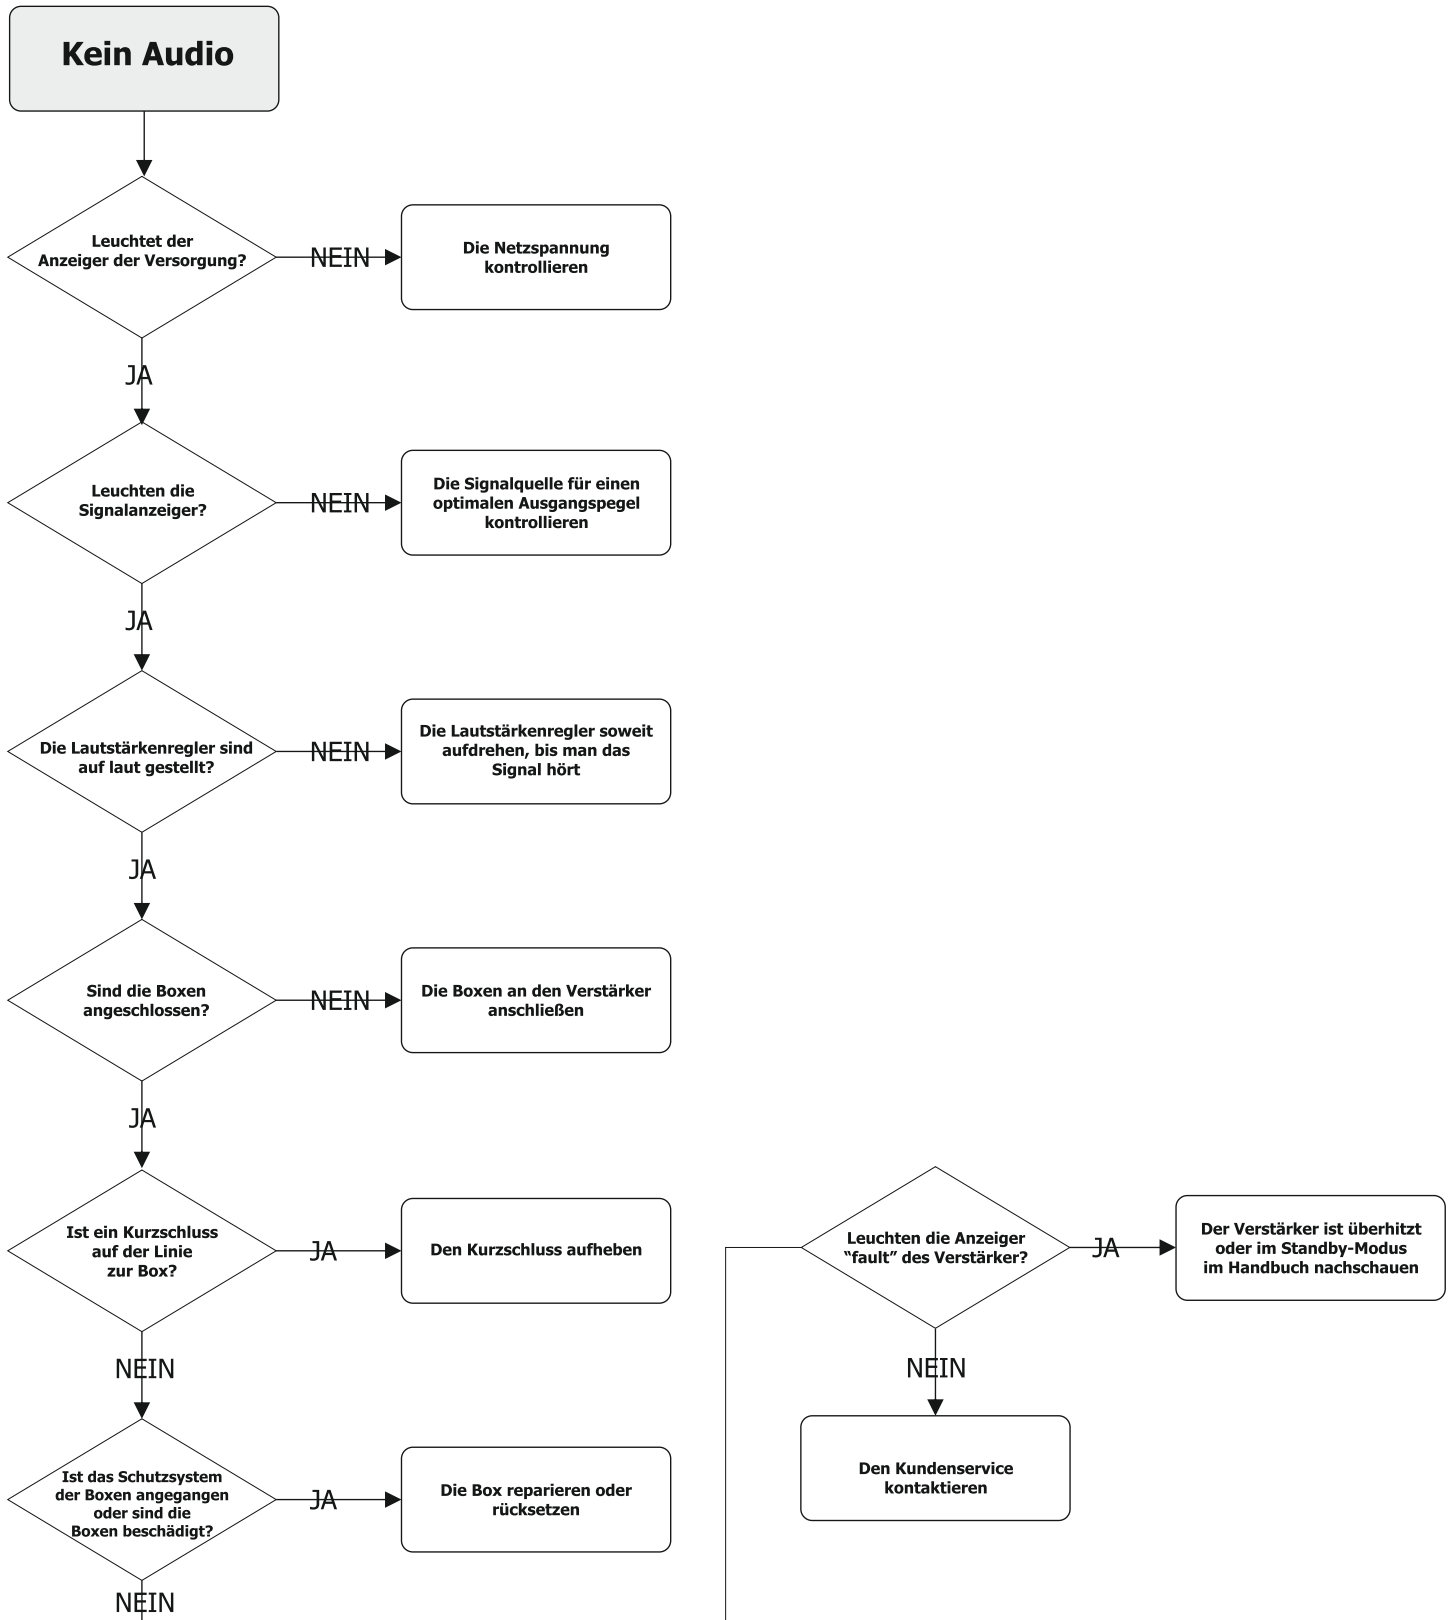 Kein Audio
Leuchtet der
Anzeiger der Versorgung?
NEIN
Die Netzspannung
kontrollieren
JA
Leuchten die
Signalanzeiger?
NEIN
Die Signalquelle für einen
optimalen Ausgangspegel
kontrollieren
JA
Die Lautstärkenregler sind
auf laut gestellt?
NEIN
Die Lautstärkenregler soweit
aufdrehen, bis man das
Signal hört
JA
Sind die Boxen
angeschlossen?
NEIN
Die Boxen an den Verstärker
anschließen
JA
Ist ein Kurzschluss
auf der Linie
zur Box?
JA
Den Kurzschluss aufheben
NEIN
Ist das Schutzsystem
der Boxen angegangen
oder sind die
Boxen beschädigt?
JA
Die Box reparieren oder
rücksetzen
NEIN
Leuchten die Anzeiger
“fault” des Verstärker?
JA
Der Verstärker ist überhitzt
oder im Standby-Modus
im Handbuch nachschauen
NEIN
Den Kundenservice
kontaktieren